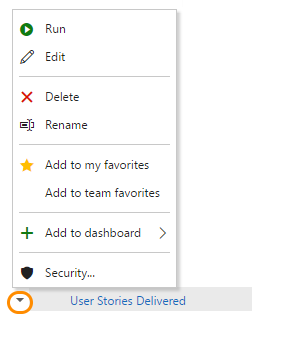 Run
Edit
Delete
Rename
Add to my favorites
Add to team favorites
Add to dashboard
Security...
User Stories Delivered